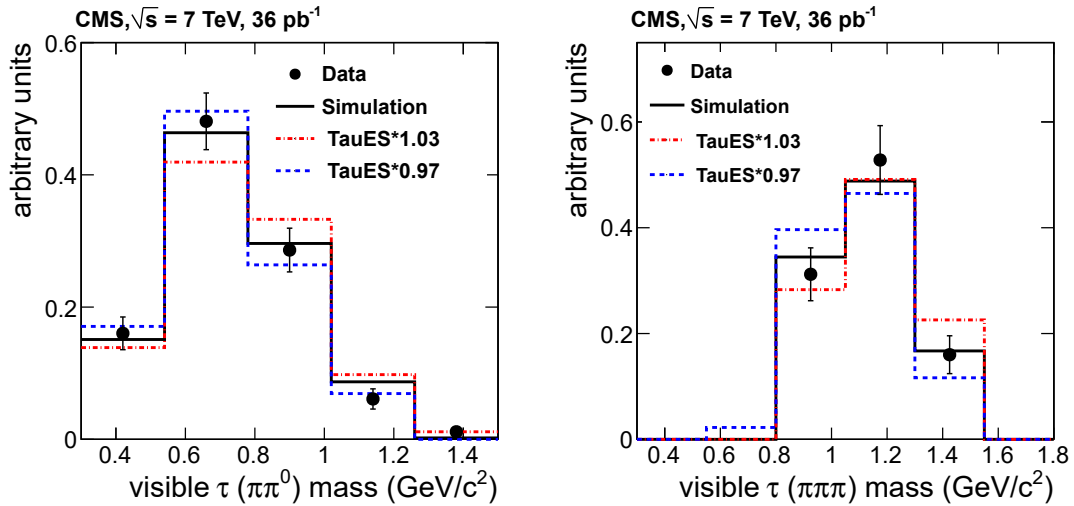 CMS, √s = 7 TeV, 36 pb⁻¹
arbitrary units
0.6
0.4
0.2
0
Data
Simulation
TauES*1.03
TauES*0.97
0.4 0.6 0.8 1 1.2 1.4
visible τ (ππ⁰) mass (GeV/c²)
CMS, √s = 7 TeV, 36 pb⁻¹
arbitrary units
0.6
0.4
0.2
0
Data
Simulation
TauES*1.03
TauES*0.97
0.4 0.6 0.8 1 1.2 1.4 1.6 1.8
visible τ (πππ) mass (GeV/c²)